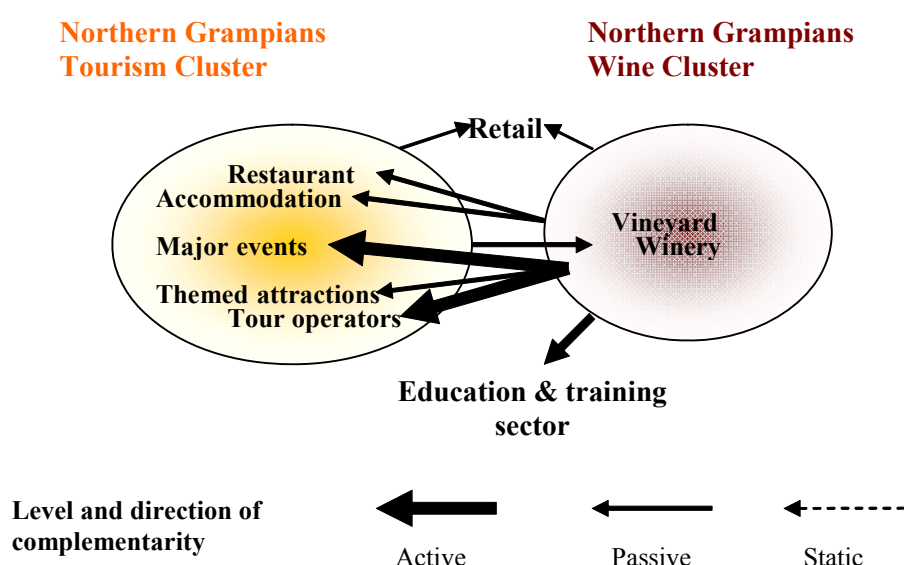 Northern Grampians
Tourism Cluster
Northern Grampians
Wine Cluster
Retail
Restaurant
Accommodation
Major events
Themed attractions
Tour operators
Vineyard
Winery
Education & training
sector
Level and direction of
complementarity
Active
Passive
Static